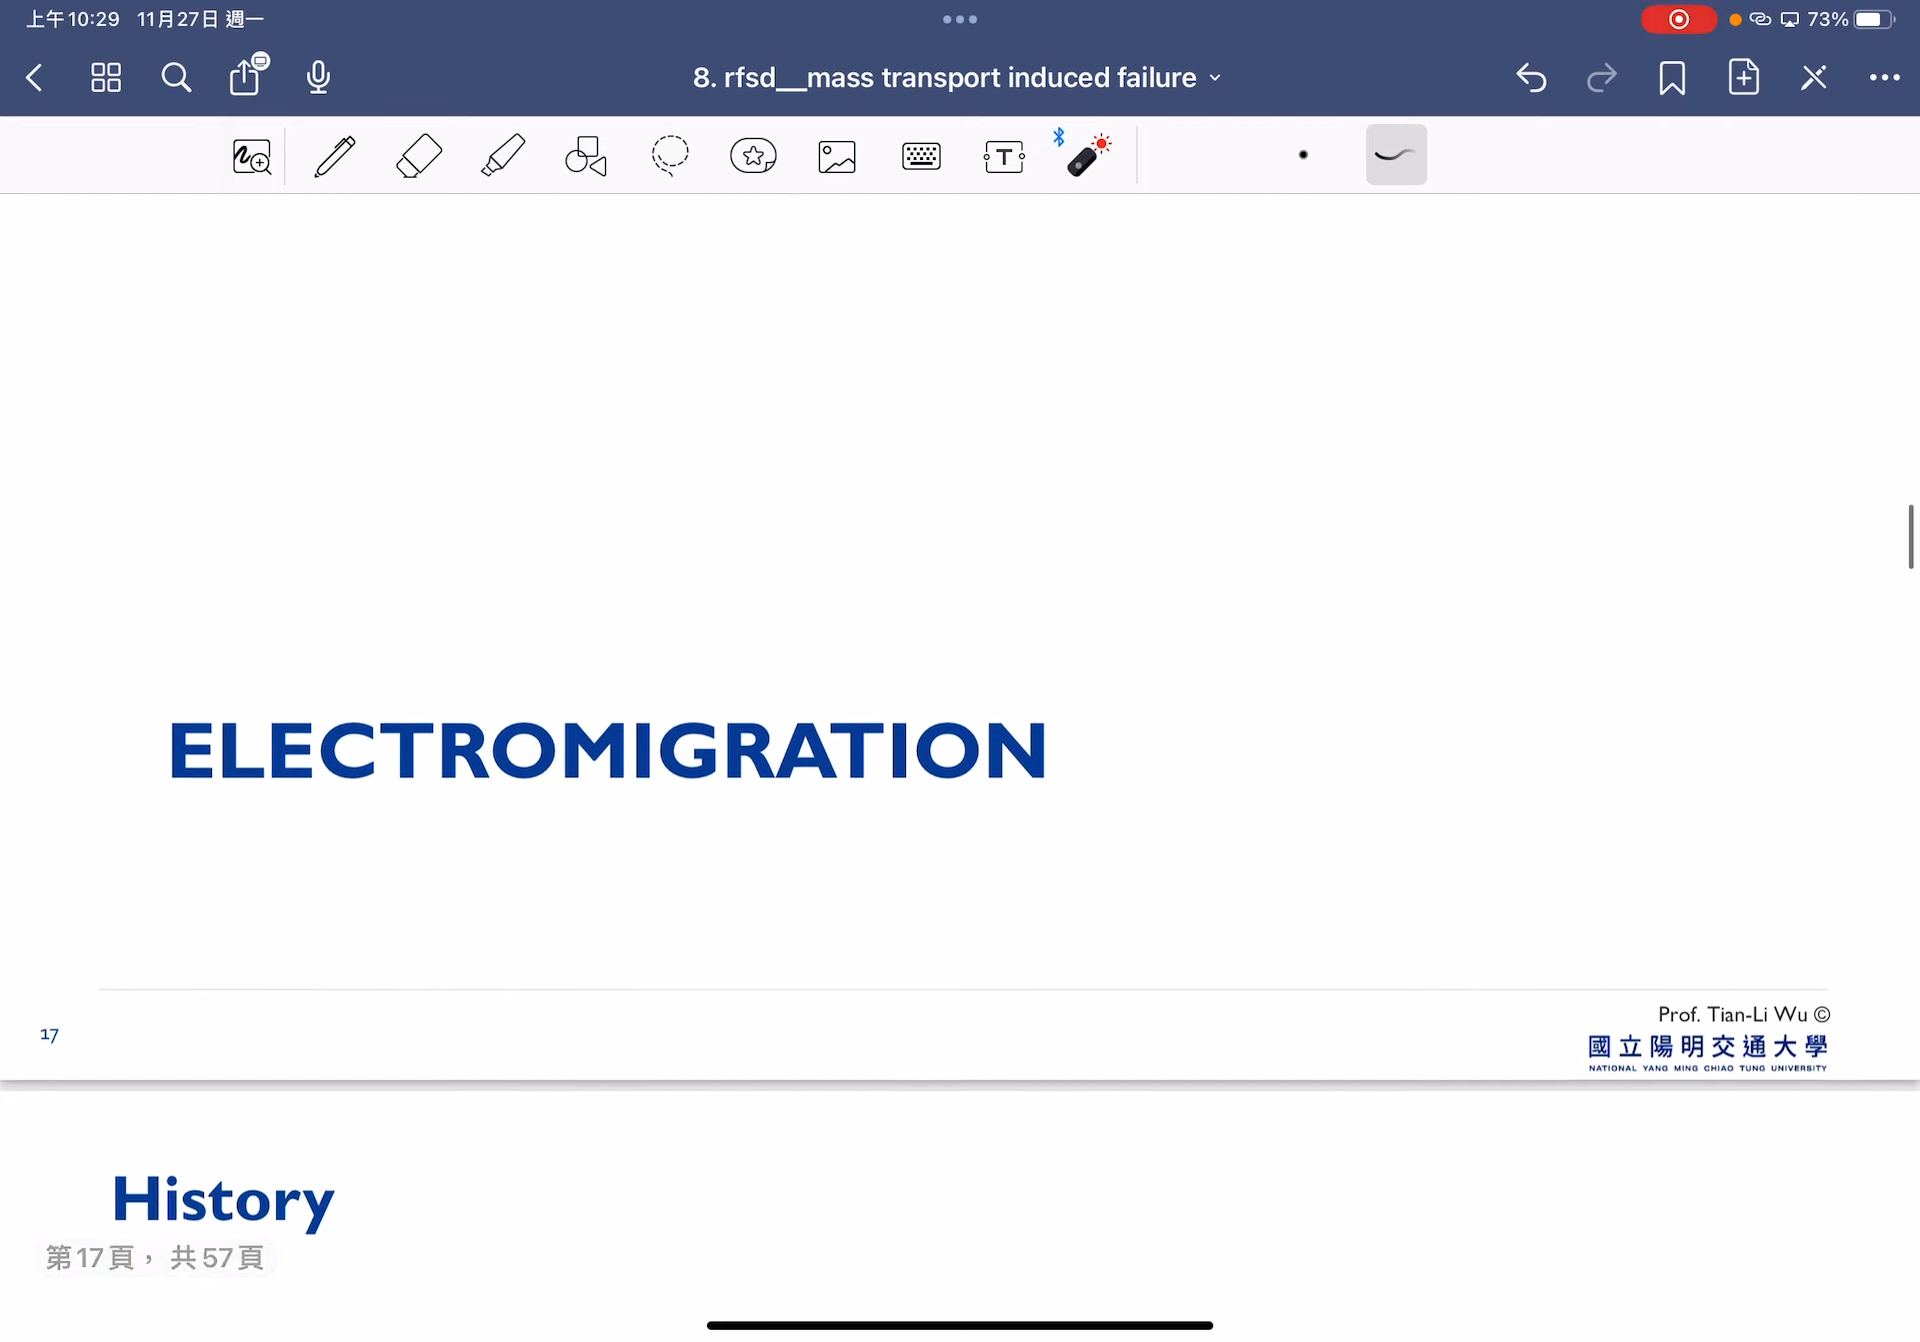 上午10:29 11月27日 週一
73%
8. rfsd__mass transport induced failure
T
ELECTROMIGRATION
17
Prof. Tian-Li Wu ©
國立陽明交通大學
NATIONAL YANG MING CHIAO TUNG UNIVERSITY
History
第17頁，共57頁